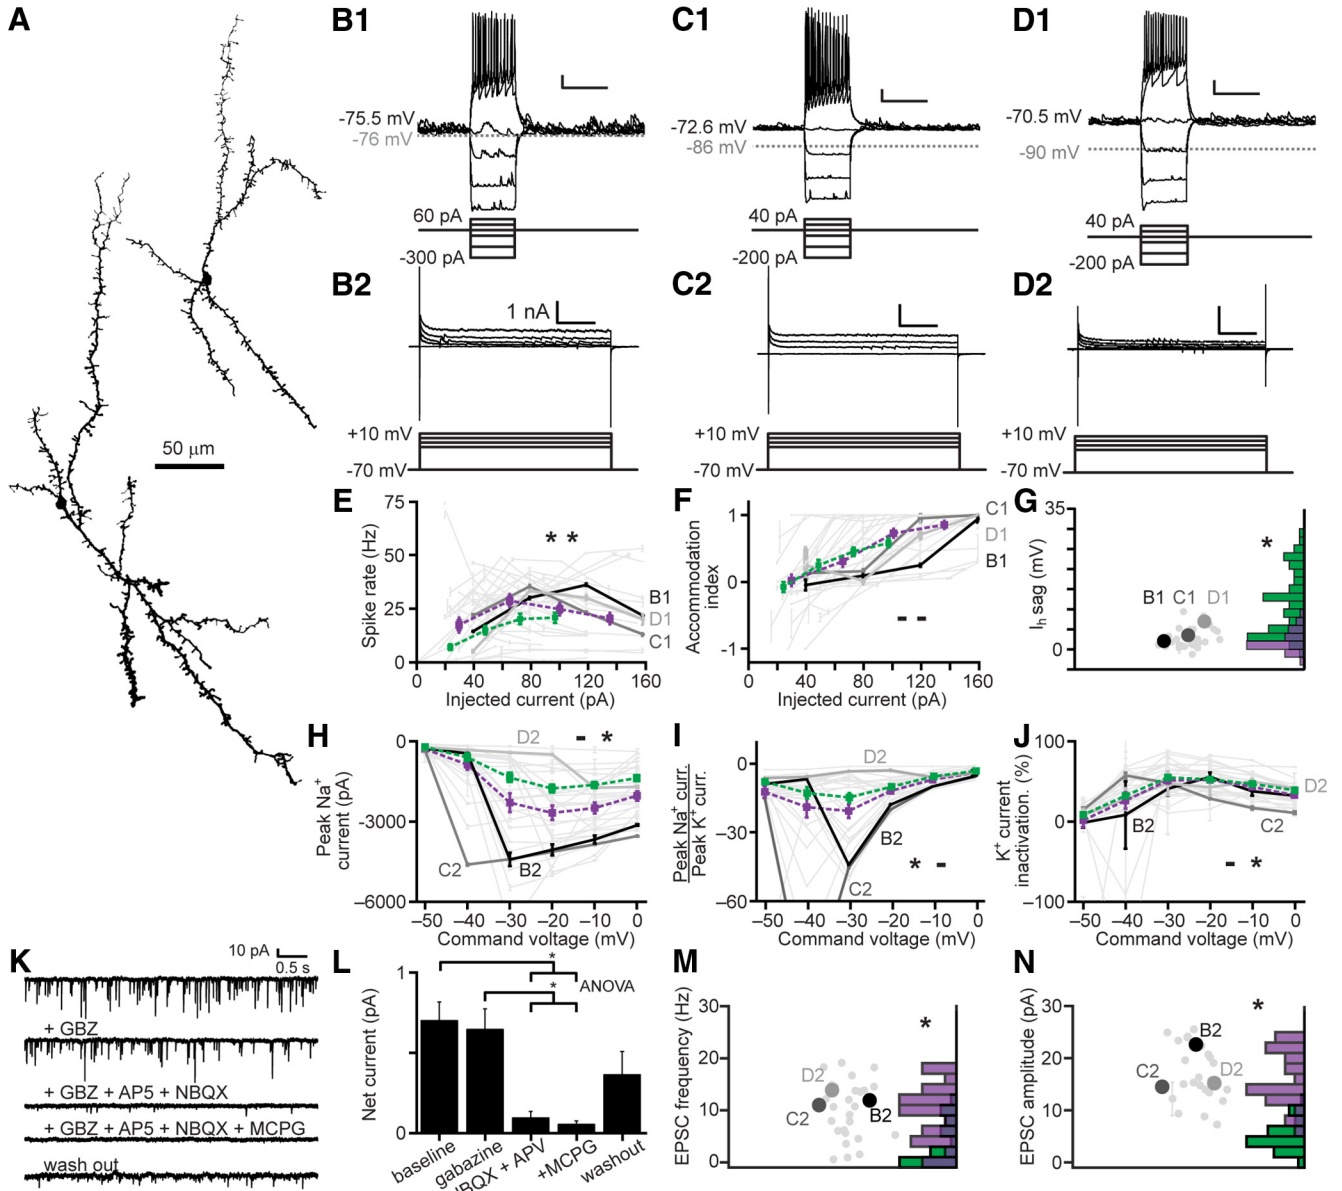 A
B1
-75.5 mV
-76 mV
60 pA
-300 pA
C1
-72.6 mV
-86 mV
40 pA
-200 pA
D1
-70.5 mV
-90 mV
40 pA
-200 pA
50 μm
B2
1 nA
+10 mV
-70 mV
C2
+10 mV
-70 mV
D2
+10 mV
-70 mV
E
Spike rate (Hz)
75
50
25
0
* *
B1
D1
C1
0 40 80 120 160
Injected current (pA)
F
Accommodation
index
1
0
-1
- -
C1
D1
B1
0 40 80 120 160
Injected current (pA)
G
Ih sag (mV)
35
0
*
B1 C1 D1
H
Peak Na+
current (pA)
0
−3000
−6000
D2
- *
C2
B2
−50 −40 −30 −20 −10 0
Command voltage (mV)
I
Peak Na+ curr.
Peak K+ curr.
0
−30
−60
D2
B2
C2
* -
−50 −40 −30 −20 −10 0
Command voltage (mV)
J
K+ current
inactivation. (%)
100
0
−100
D2
B2
C2
- *
−50 −40 −30 −20 −10 0
Command voltage (mV)
K
10 pA
0.5 s
+ GBZ
+ GBZ + AP5 + NBQX
+ GBZ + AP5 + NBQX + MCPG
wash out
L
Net current (pA)
1
0
*
*
ANOVA
baseline
gabazine
IBQX + APV
+MCPG
washout
M
EPSC frequency (Hz)
30
20
10
0
*
D2
C2
B2
N
EPSC amplitude (pA)
30
20
10
0
*
B2
C2
D2